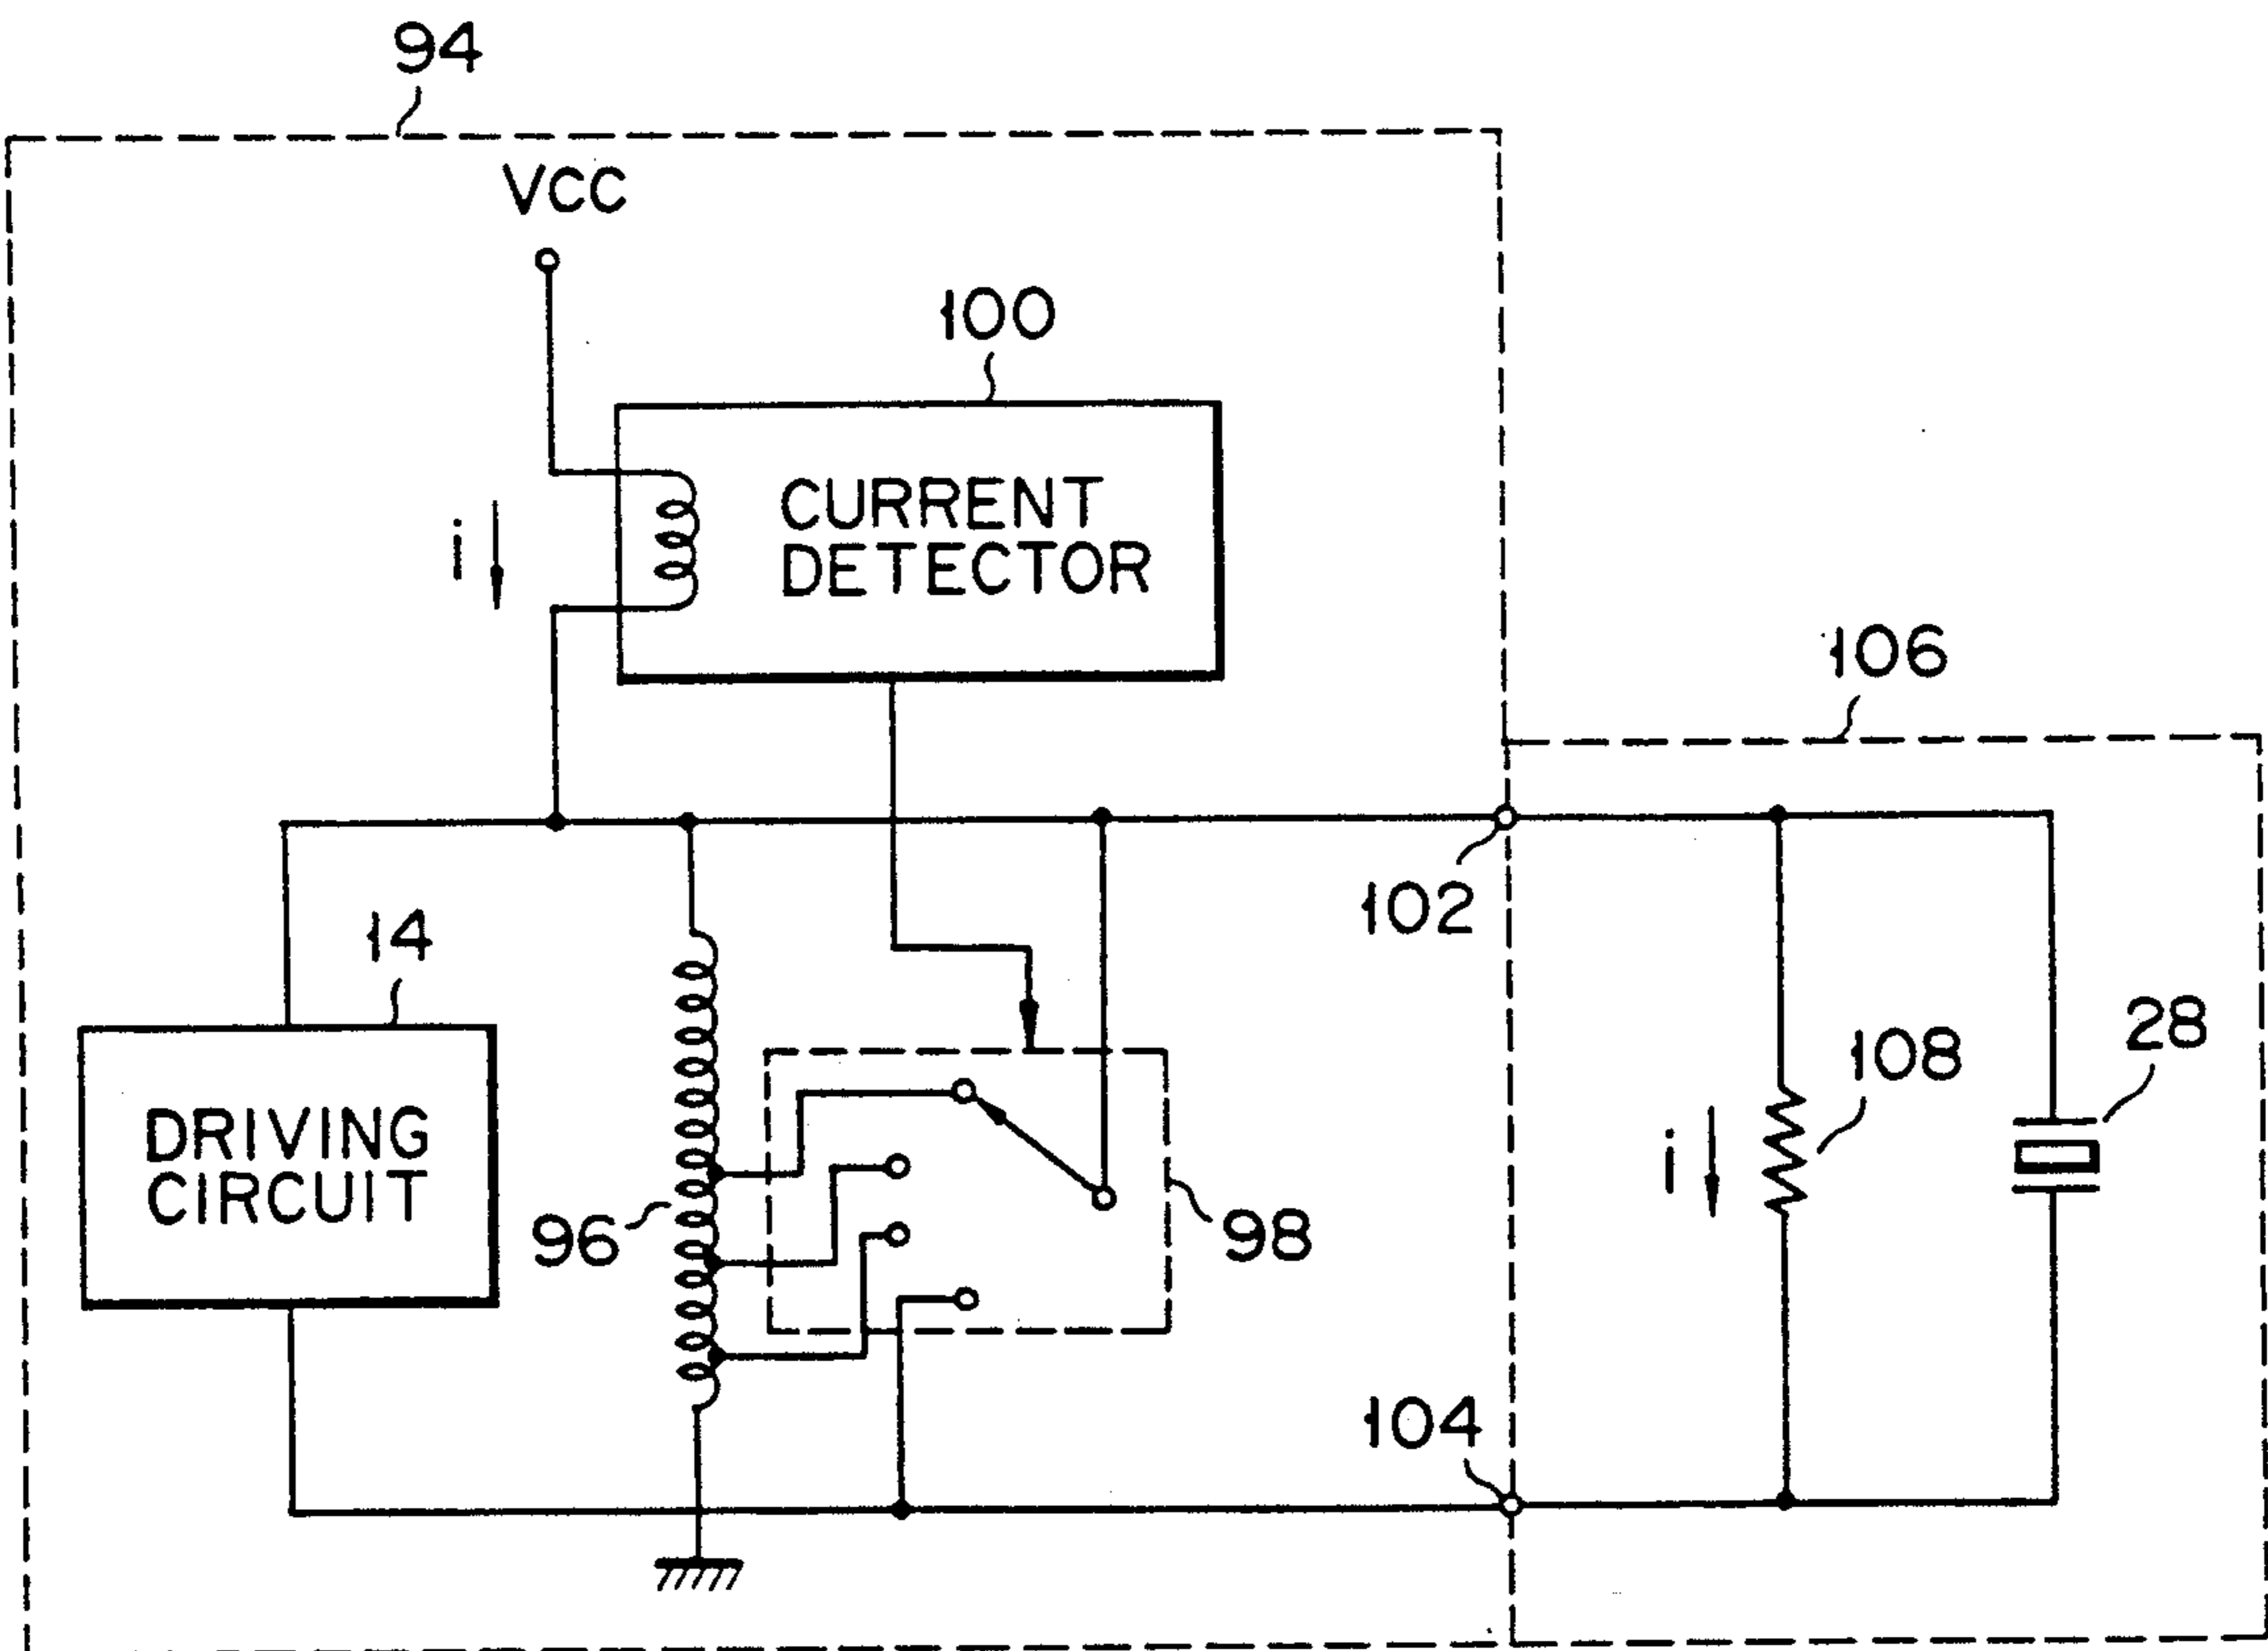 94
VCC
100
CURRENT
DETECTOR
i
106
102
14
28
108
DRIVING
CIRCUIT
i
96
98
104